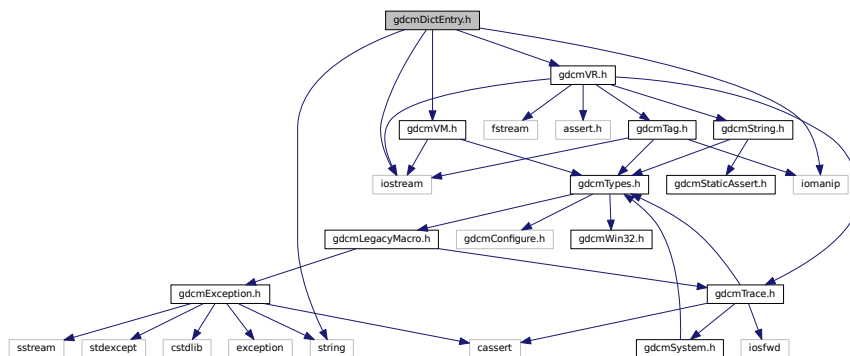 gdcmDictEntry.h
gdcmVR.h
gdcmVM.h
fstream
assert.h
gdcmTag.h
gdcmString.h
iostream
gdcmTypes.h
gdcmStaticAssert.h
iomanip
gdcmLegacyMacro.h
gdcmConfigure.h
gdcmWin32.h
gdcmException.h
gdcmTrace.h
sstream
stdexcept
cstdlib
exception
string
cassert
gdcmSystem.h
iosfwd